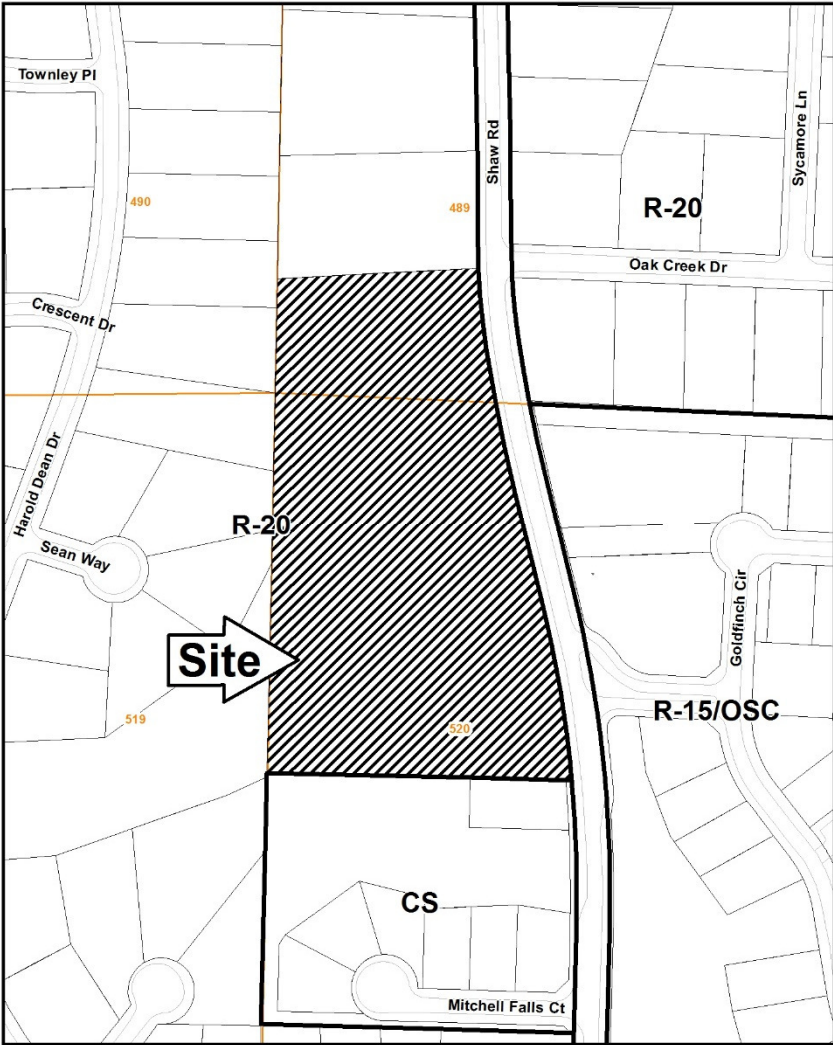 Townley Pl
Shaw Rd
Sycamore Ln
490
489
R-20
Oak Creek Dr
Crescent Dr
Harold Dean Dr
R-20
Sean Way
Goldfinch Cir
Site
R-15/OSC
519
520
CS
Mitchell Falls Ct